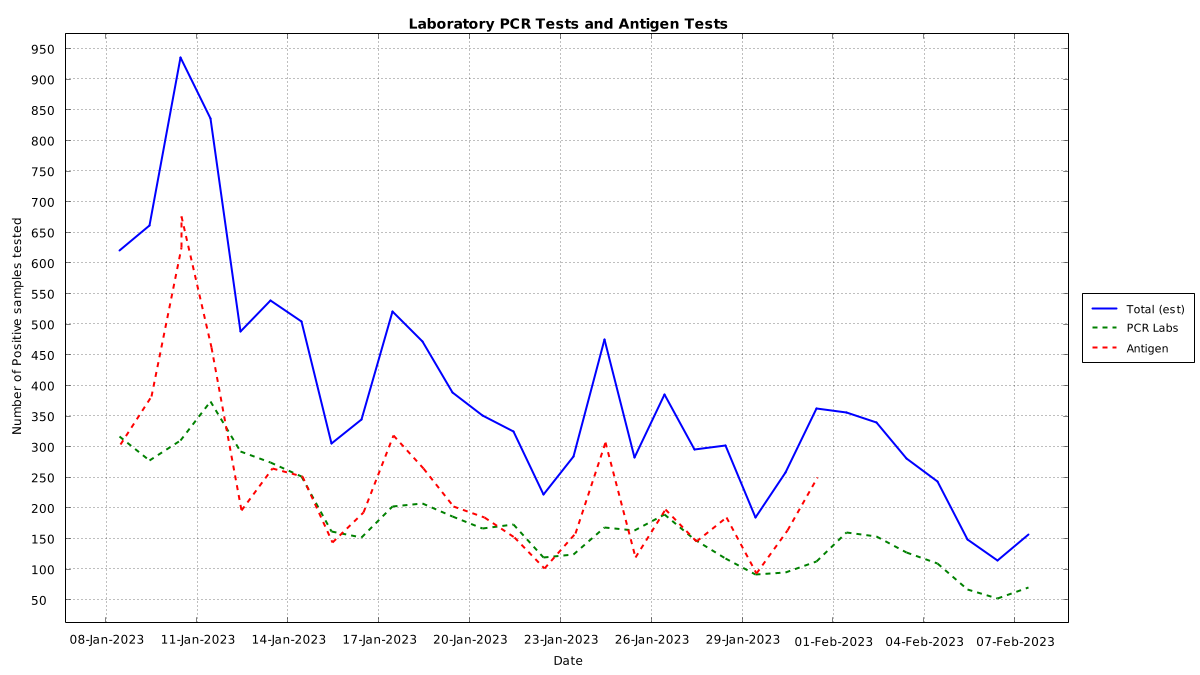 Laboratory PCR Tests and Antigen Tests
Number of Positive samples tested
950
900
850
800
750
700
650
600
550
500
450
400
350
300
250
200
150
100
50
08-Jan-2023 11-Jan-2023 14-Jan-2023 17-Jan-2023 20-Jan-2023 23-Jan-2023 26-Jan-2023 29-Jan-2023 01-Feb-2023 04-Feb-2023 07-Feb-2023
Date
Total (est)
PCR Labs
Antigen